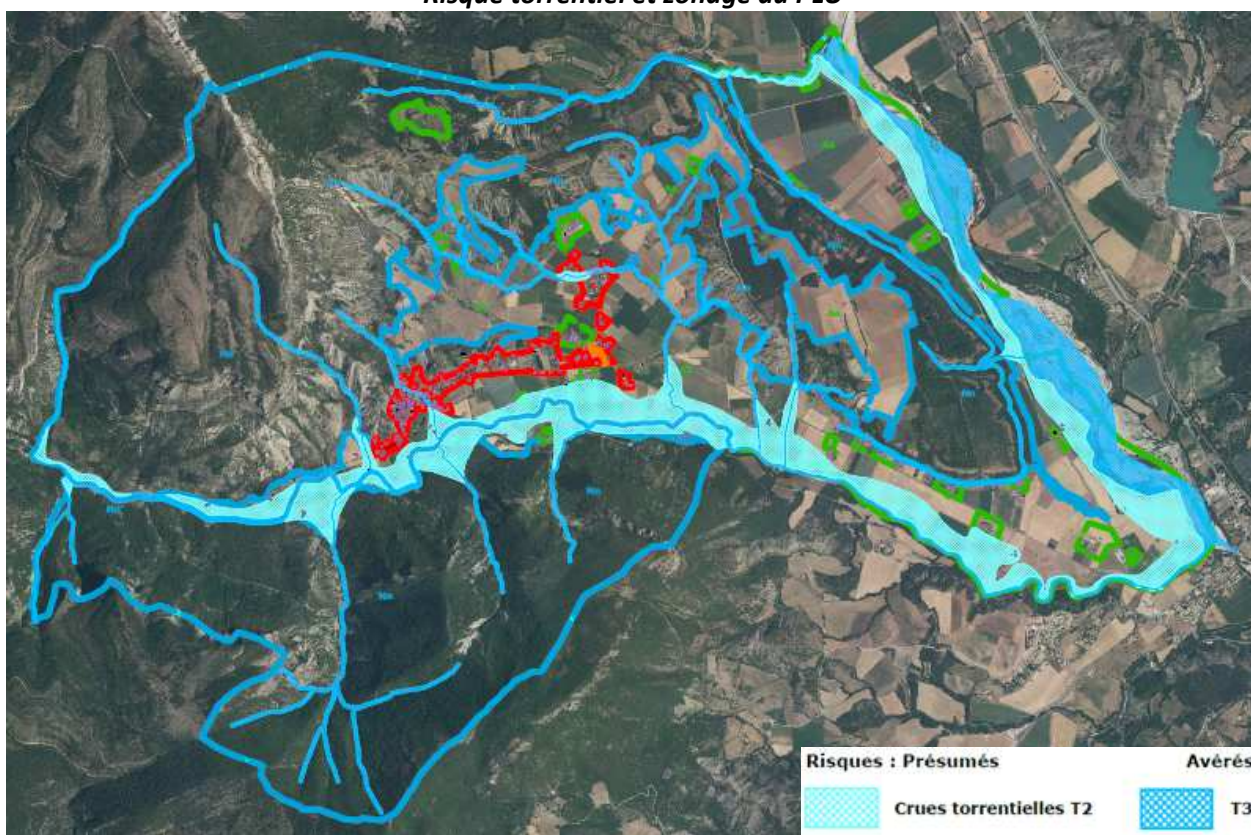 Risque torrentiel et zonage du PLU
Risques : Présumés
Avérés
Crues torrentielles T2
T3